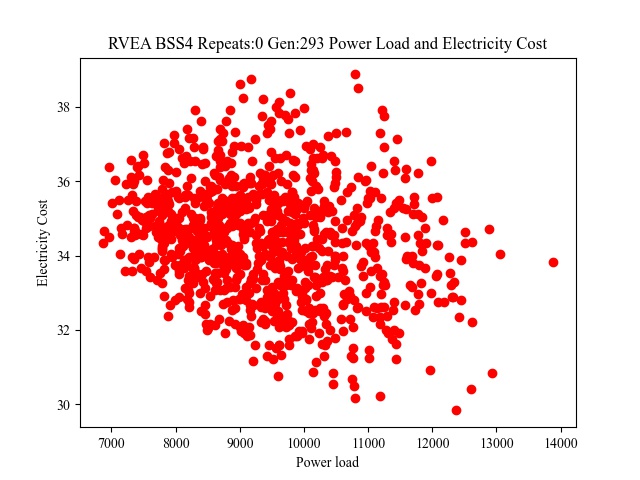 RVEA BSS4 Repeats:0 Gen:293 Power Load and Electricity Cost
Electricity Cost
38
36
34
32
30
7000 8000 9000 10000 11000 12000 13000 14000
Power load